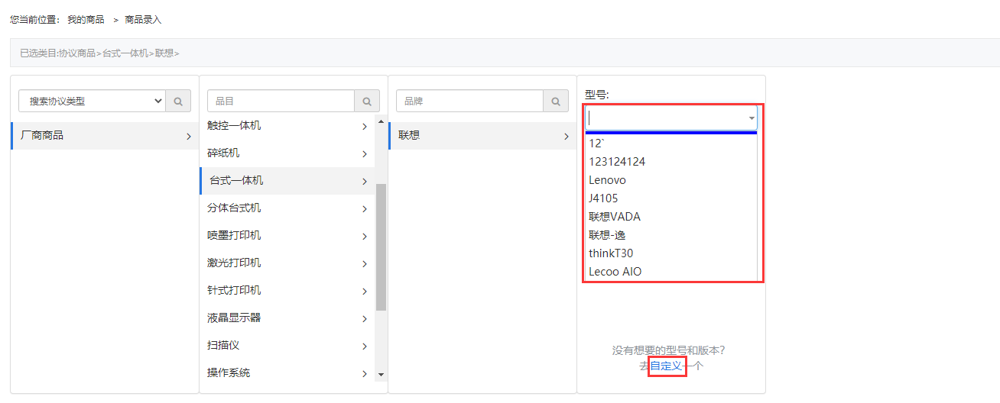 您当前位置： 我的商品 > 商品录入
已选类目:协议商品>台式一体机>联想>
搜索协议类型
厂商商品
品目
触控一体机
碎纸机
台式一体机
分体台式机
喷墨打印机
激光打印机
针式打印机
液晶显示器
扫描仪
操作系统
品牌
联想
型号:
12`
123124124
Lenovo
J4105
联想VADA
联想-逸
thinkT30
Lecoo AIO
没有想要的型号和版本?
去自定义一个